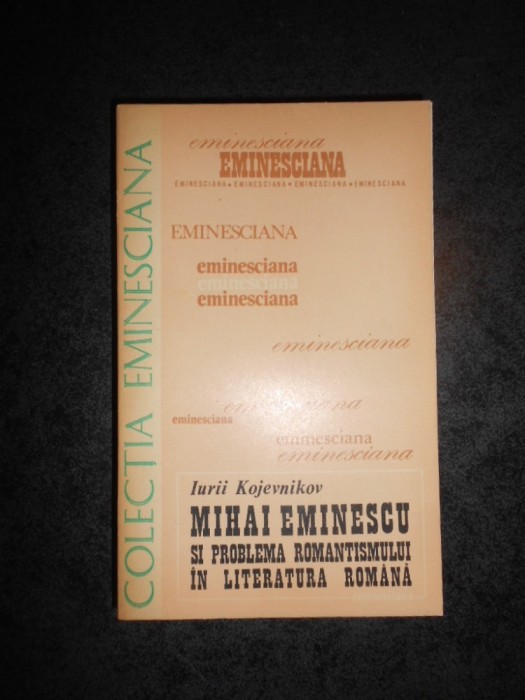 COLECȚIA EMINESCIANA
eminesciana
EMINESCIANA
EMINESCIANA • EMINESCIANA • EMINESCIANA • EMINESCIANA
EMINESCIANA
eminesciana
eminesciana
eminesciana
eminesciana
eminesciana
eminesciana
eminesciana
eminesciana
Iurii Kojevnikov
MIHAI EMINESCU
SI PROBLEMA ROMANTISMULUI
ÎN LITERATURA ROMÂNĂ